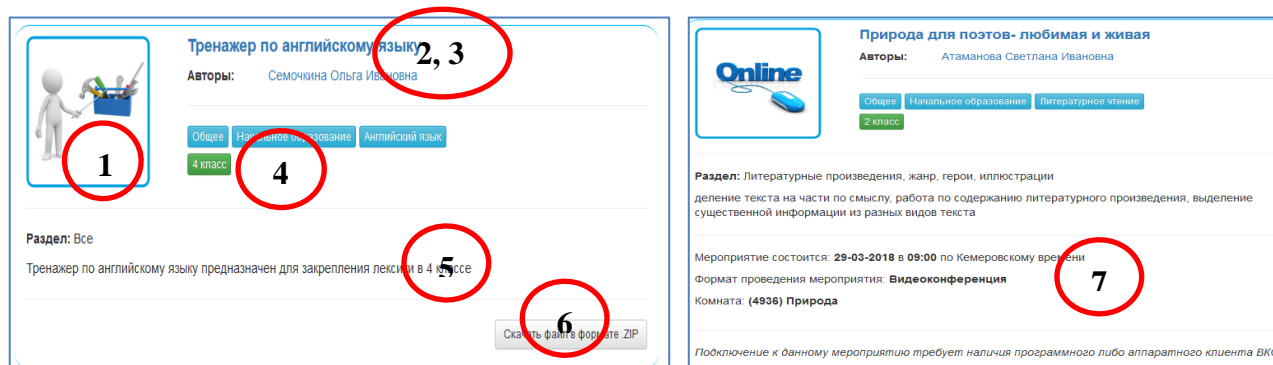 Тренажер по английскому языку
2, 3
Авторы: Семочкина Ольга Ивановна
Общее Начальное образование Английский язык
4 класс
1
4
Раздел: Все
5
Тренажер по английскому языку предназначен для закрепления лексики в 4 классе
6
Скачать файл в формате .ZIP
Природа для поэтов- любимая и живая
Авторы: Атаманова Светлана Ивановна
Online
Общее Начальное образование Литературное чтение
2 класс
Раздел: Литературные произведения, жанр, герои, иллюстрации
деление текста на части по смыслу, работа по содержанию литературного произведения, выделение
существенной информации из разных видов текста
Мероприятие состоится: 29-03-2018 в 09:00 по Кемеровскому времени
Формат проведения мероприятия: Видеоконференция
7
Комната: (4936) Природа
Подключение к данному мероприятию требует наличия программного либо аппаратного клиента ВКС